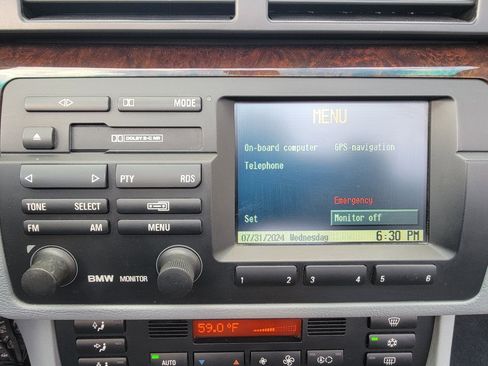 MODE
DOLBY B-C NR
PTY RDS
TONE SELECT
FM AM MENU
BMW MONITOR
MENU
On-board computer GPS navigation
Telephone
Emergency
Set Monitor off
07/31/2024 Wednesday 6:30 PM
1 2 3 4 5 6
59.0 °F
AUTO